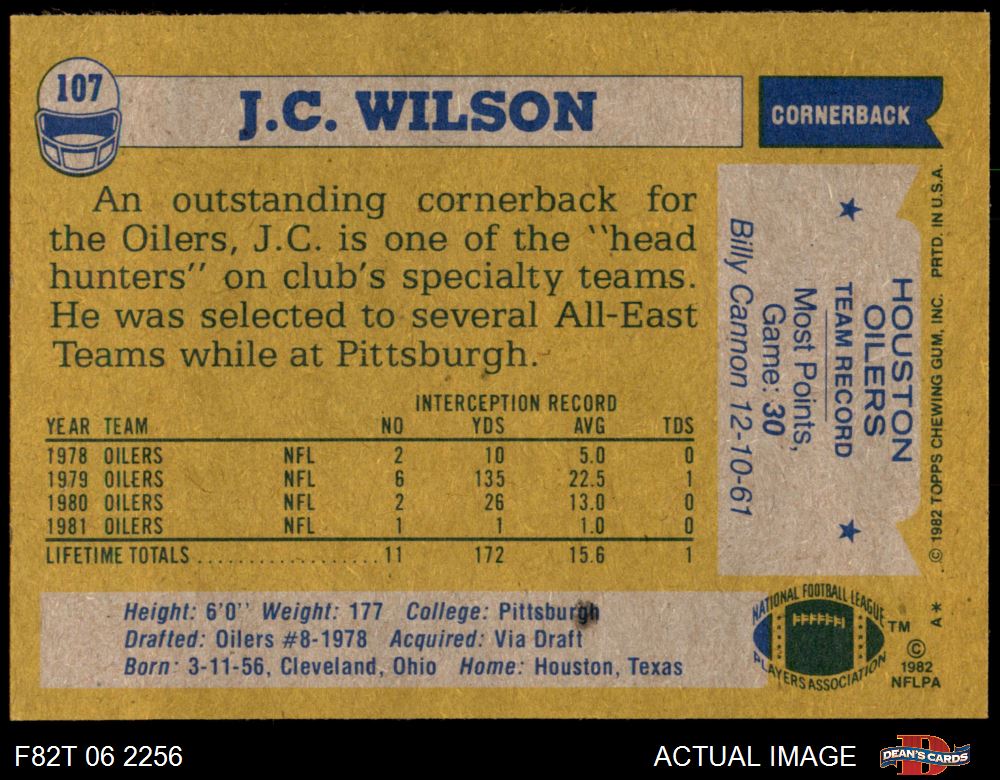 107
J.C. WILSON
CORNERBACK
An outstanding cornerback for
the Oilers, J.C. is one of the "head
hunters" on club's specialty teams.
He was selected to several All-East
Teams while at Pittsburgh.
INTERCEPTION RECORD
YEAR TEAM NO YDS AVG TDS
1978 OILERS NFL 2 10 5.0 0
1979 OILERS NFL 6 135 22.5 1
1980 OILERS NFL 2 26 13.0 0
1981 OILERS NFL 1 1 1.0 0
LIFETIME TOTALS .................. 11 172 15.6 1
Height: 6'0" Weight: 177 College: Pittsburgh
Drafted: Oilers #8-1978 Acquired: Via Draft
Born: 3-11-56, Cleveland, Ohio Home: Houston, Texas
HOUSTON
OILERS
TEAM RECORD
Most Points,
Game: 30
Billy Cannon 12-10-61
© 1982 TOPPS CHEWING GUM, INC. PRTD. IN U.S.A.
NATIONAL FOOTBALL LEAGUE
PLAYERS ASSOCIATION
TM
A*
©
1982
NFLPA
F82T 06 2256
ACTUAL IMAGE
DEAN'S CARDS